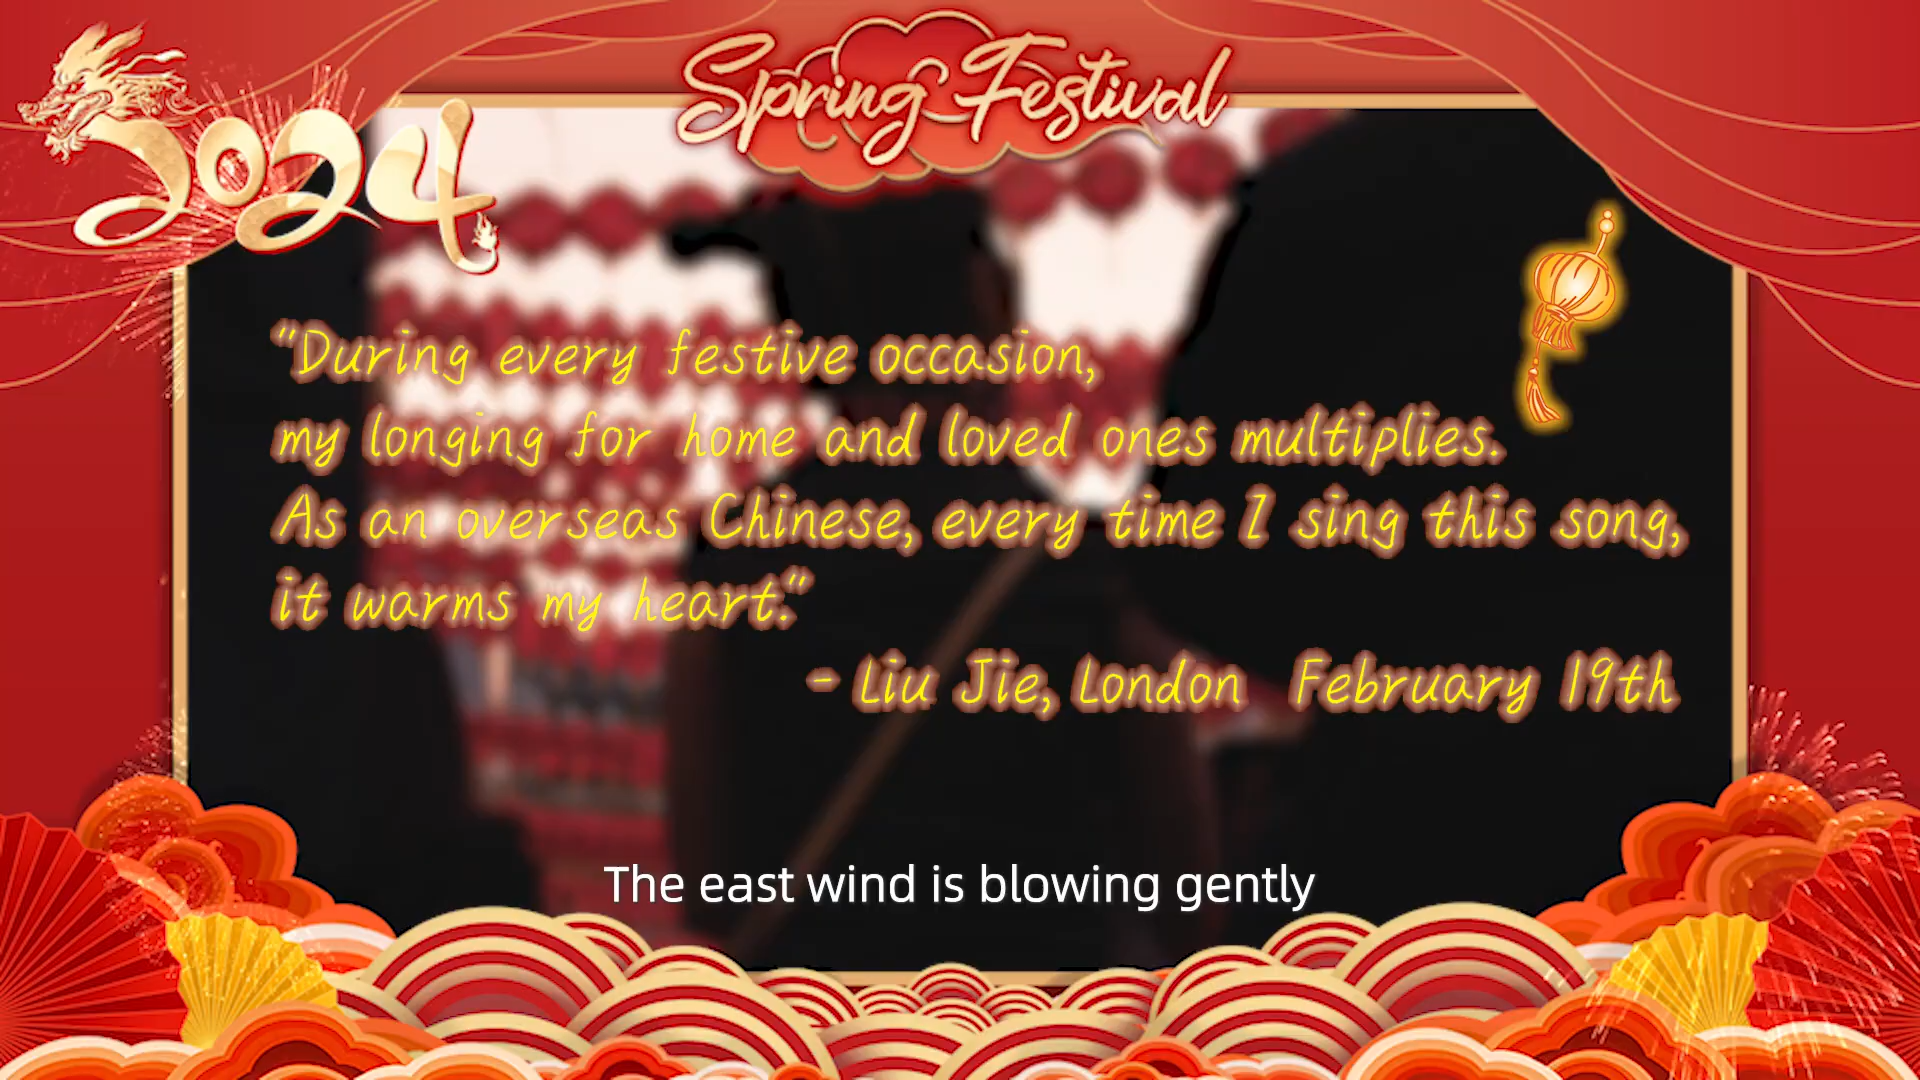 2024
Spring Festival
“During every festive occasion,
my longing for home and loved ones multiplies.
As an overseas Chinese, every time I sing this song,
it warms my heart.”
- Liu Jie, London February 19th
The east wind is blowing gently